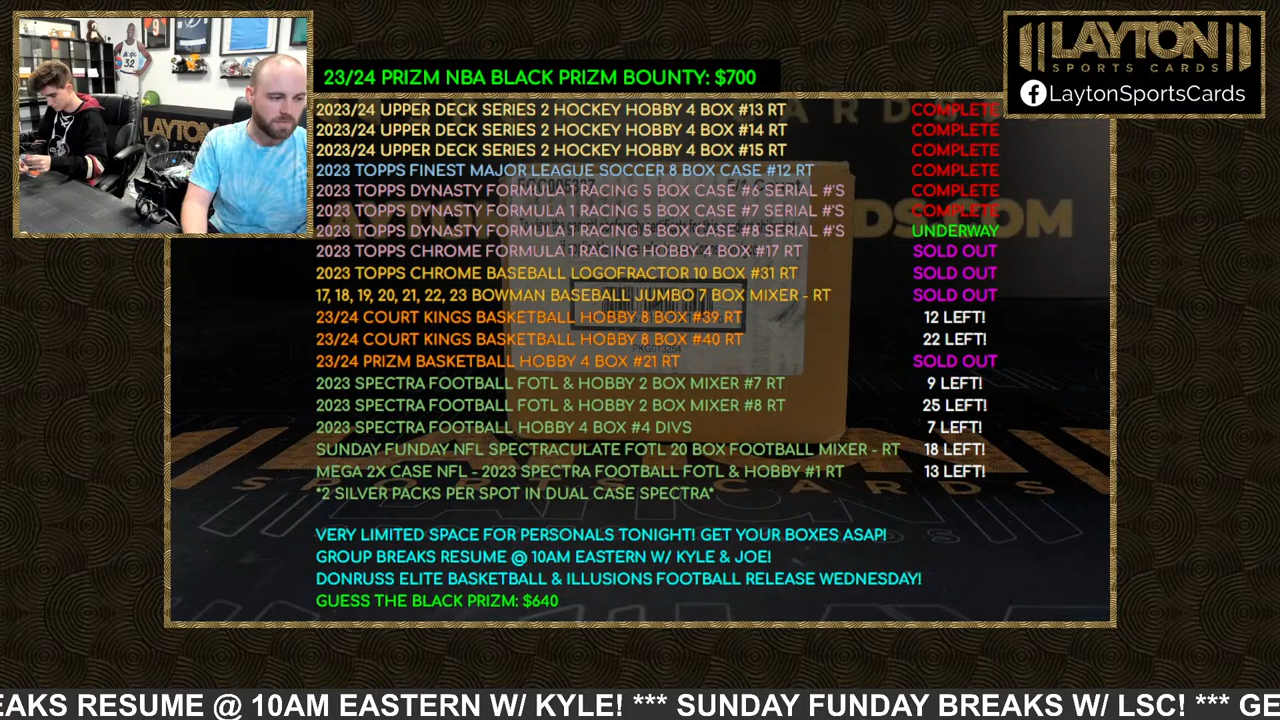 LAYTON
SPORTS CARDS
LaytonSportsCards
23/24 PRIZM NBA BLACK PRIZM BOUNTY: $700
2023/24 UPPER DECK SERIES 2 HOCKEY HOBBY 4 BOX #13 RT COMPLETE
2023/24 UPPER DECK SERIES 2 HOCKEY HOBBY 4 BOX #14 RT COMPLETE
2023/24 UPPER DECK SERIES 2 HOCKEY HOBBY 4 BOX #15 RT COMPLETE
2023 TOPPS FINEST MAJOR LEAGUE SOCCER 8 BOX CASE #12 RT COMPLETE
2023 TOPPS DYNASTY FORMULA 1 RACING 5 BOX CASE #6 SERIAL #'S COMPLETE
2023 TOPPS DYNASTY FORMULA 1 RACING 5 BOX CASE #7 SERIAL #'S COMPLETE
2023 TOPPS DYNASTY FORMULA 1 RACING 5 BOX CASE #8 SERIAL #'S UNDERWAY
2023 TOPPS CHROME FORMULA 1 RACING HOBBY 4 BOX #17 RT SOLD OUT
2023 TOPPS CHROME BASEBALL LOGOFRACTOR 10 BOX #31 RT SOLD OUT
17, 18, 19, 20, 21, 22, 23 BOWMAN BASEBALL JUMBO 7 BOX MIXER - RT SOLD OUT
23/24 COURT KINGS BASKETBALL HOBBY 8 BOX #39 RT 12 LEFT!
23/24 COURT KINGS BASKETBALL HOBBY 8 BOX #40 RT 22 LEFT!
23/24 PRIZM BASKETBALL HOBBY 4 BOX #21 RT SOLD OUT
2023 SPECTRA FOOTBALL FOTL & HOBBY 2 BOX MIXER #7 RT 9 LEFT!
2023 SPECTRA FOOTBALL FOTL & HOBBY 2 BOX MIXER #8 RT 25 LEFT!
2023 SPECTRA FOOTBALL HOBBY 4 BOX #4 DIVS 7 LEFT!
SUNDAY FUNDAY NFL SPECTRACULATE FOTL 20 BOX FOOTBALL MIXER - RT 18 LEFT!
MEGA 2X CASE NFL - 2023 SPECTRA FOOTBALL FOTL & HOBBY #1 RT 13 LEFT!
*2 SILVER PACKS PER SPOT IN DUAL CASE SPECTRA*
VERY LIMITED SPACE FOR PERSONALS TONIGHT! GET YOUR BOXES ASAP!
GROUP BREAKS RESUME @ 10AM EASTERN W/ KYLE & JOE!
DONRUSS ELITE BASKETBALL & ILLUSIONS FOOTBALL RELEASE WEDNESDAY!
GUESS THE BLACK PRIZM: $640
EAKS RESUME @ 10AM EASTERN W/ KYLE! *** SUNDAY FUNDAY BREAKS W/ LSC! *** GE